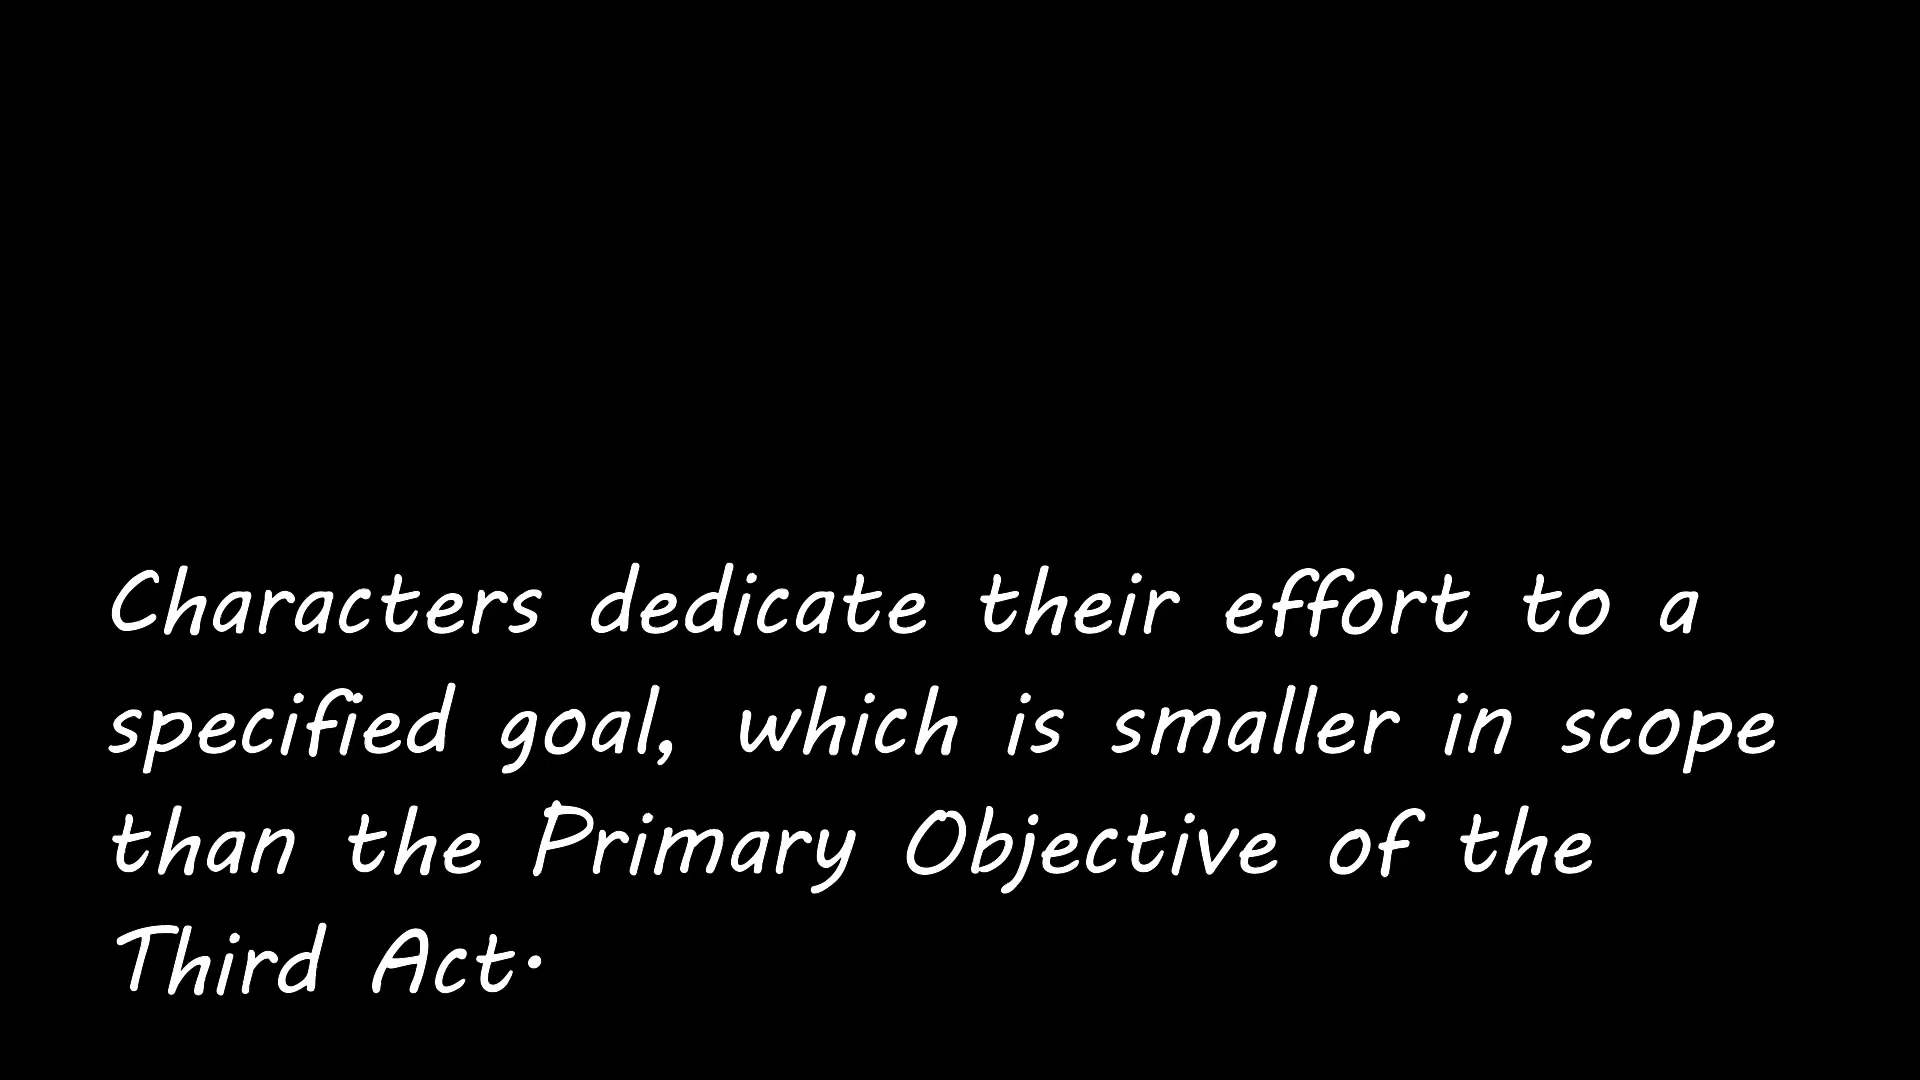 Characters dedicate their effort to a
specified goal, which is smaller in scope
than the Primary Objective of the
Third Act.